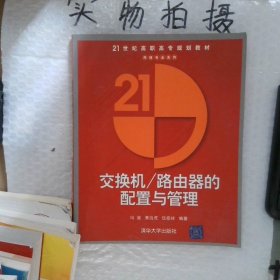 实物拍摄
21世纪高职高专规划教材
网络专业系列
21
交换机/路由器的
配置与管理
编著
清华大学出版社